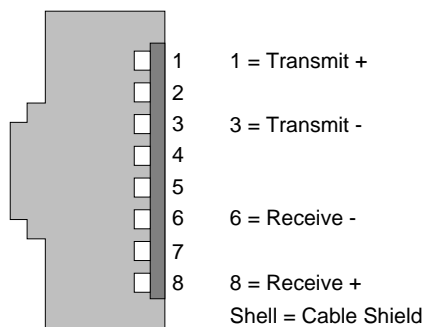 1 1 = Transmit +
2
3 3 = Transmit -
4
5
6 6 = Receive -
7
8 8 = Receive +
Shell = Cable Shield